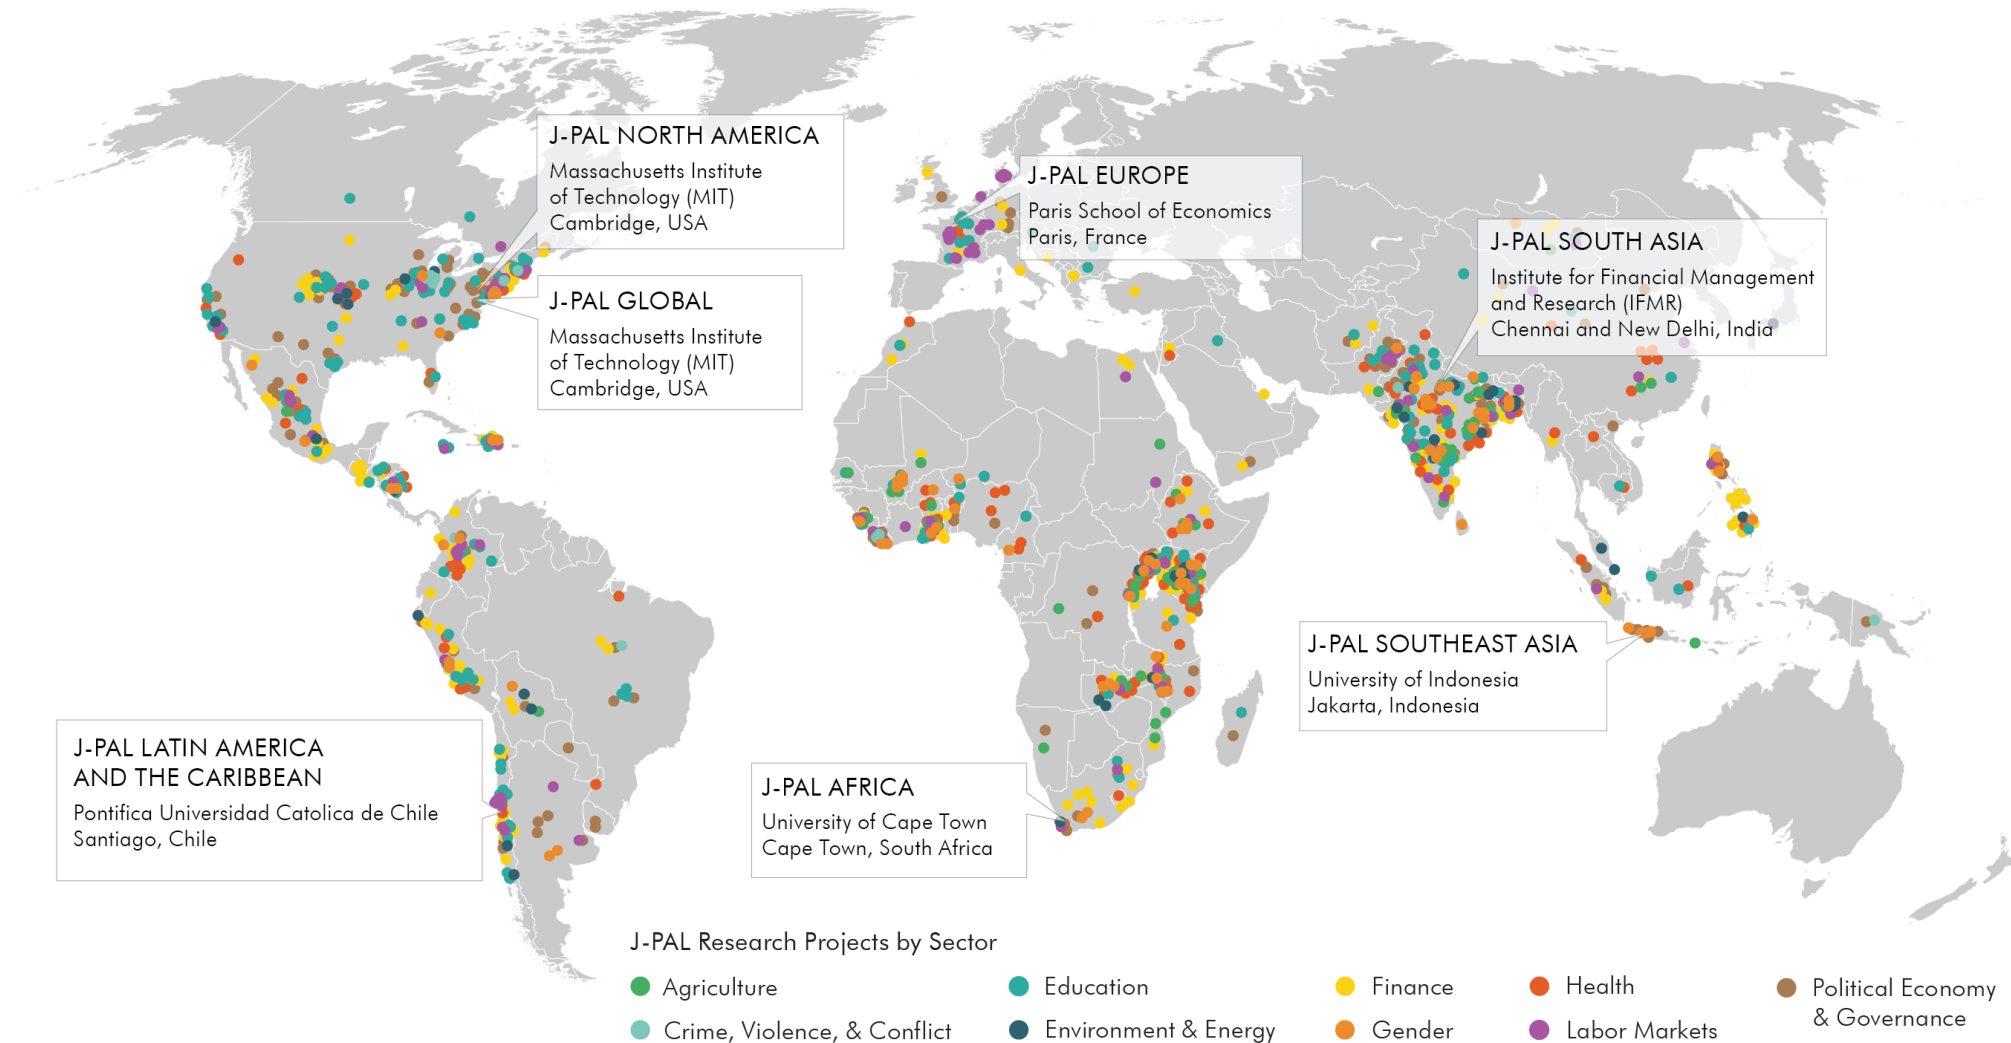 J-PAL NORTH AMERICA
Massachusetts Institute
of Technology (MIT)
Cambridge, USA
J-PAL GLOBAL
Massachusetts Institute
of Technology (MIT)
Cambridge, USA
J-PAL EUROPE
Paris School of Economics
Paris, France
J-PAL SOUTH ASIA
Institute for Financial Management
and Research (IFMR)
Chennai and New Delhi, India
J-PAL SOUTHEAST ASIA
University of Indonesia
Jakarta, Indonesia
J-PAL LATIN AMERICA
AND THE CARIBBEAN
Pontifica Universidad Catolica de Chile
Santiago, Chile
J-PAL AFRICA
University of Cape Town
Cape Town, South Africa
J-PAL Research Projects by Sector
Agriculture
Education
Finance
Health
Political Economy
& Governance
Crime, Violence, & Conflict
Environment & Energy
Gender
Labor Markets